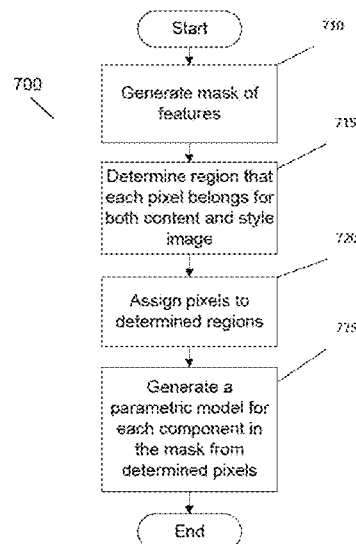 Start
710
700
Generate mask of
features
715
Determine region that
each pixel belongs for
both content and style
image
720
Assign pixels to
determined regions
725
Generate a
parametric model for
each component in
the mask from
determined pixels
End